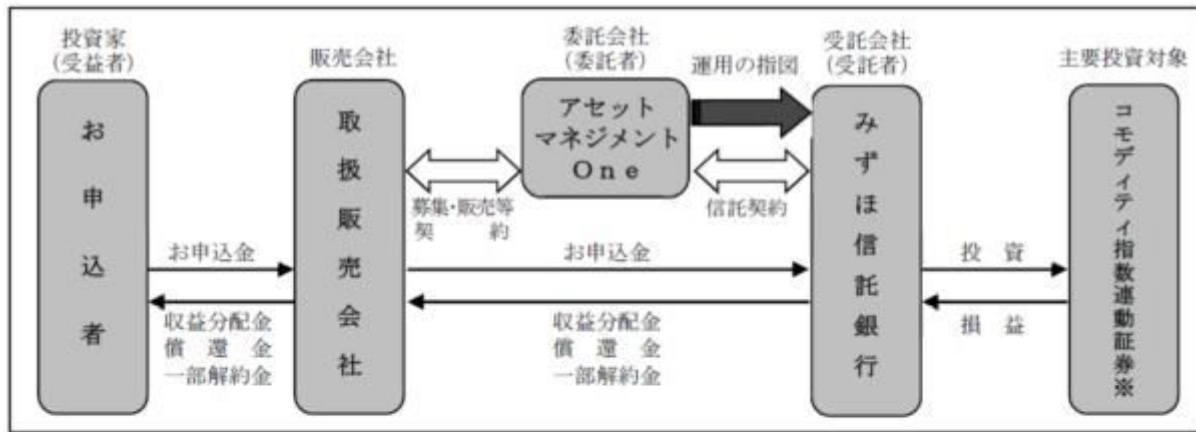 投資家
(受益者)
お申込者
販売会社
取扱販売会社
委託会社
(委託者)
アセット
マネジメント
One
運用の指図
受託会社
(受託者)
みずほ信託銀行
主要投資対象
コモディティ指数連動証券※
募集・販売等
契 約
信託契約
お申込金
収益分配金
償 還 金
一部解約金
お申込金
収益分配金
償 還 金
一部解約金
投 資
損 益